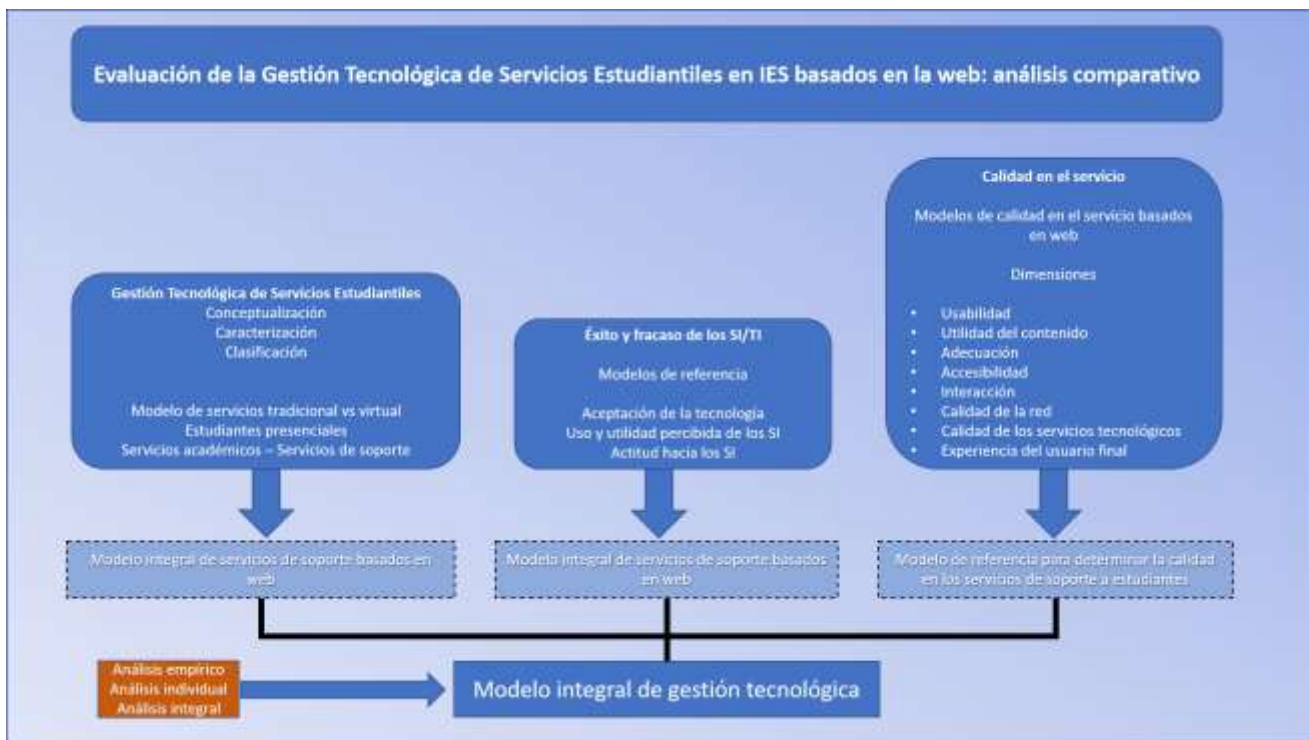 Evaluación de la Gestión Tecnológica de Servicios Estudiantiles en IES basados en la web: análisis comparativo
Gestión Tecnológica de Servicios Estudiantiles
Conceptualización
Caracterización
Clasificación
Modelo de servicios tradicional vs virtual
Estudiantes presenciales
Servicios académicos – Servicios de soporte
Éxito y fracaso de los SI/TI
Modelos de referencia
Aceptación de la tecnología
Uso y utilidad percibida de los SI
Actitud hacia los SI
Calidad en el servicio
Modelos de calidad en el servicio basados
en web
Dimensiones
• Usabilidad
• Utilidad del contenido
• Adecuación
• Accesibilidad
• Interacción
• Calidad de la red
• Calidad de los servicios tecnológicos
• Experiencia del usuario final
Modelo integral de servicios de soporte basados en
web
Modelo integral de servicios de soporte basados
en web
Modelo de referencia para determinar la calidad
en los servicios de soporte a estudiantes
Análisis empírico
Análisis individual
Análisis integral
Modelo integral de gestión tecnológica